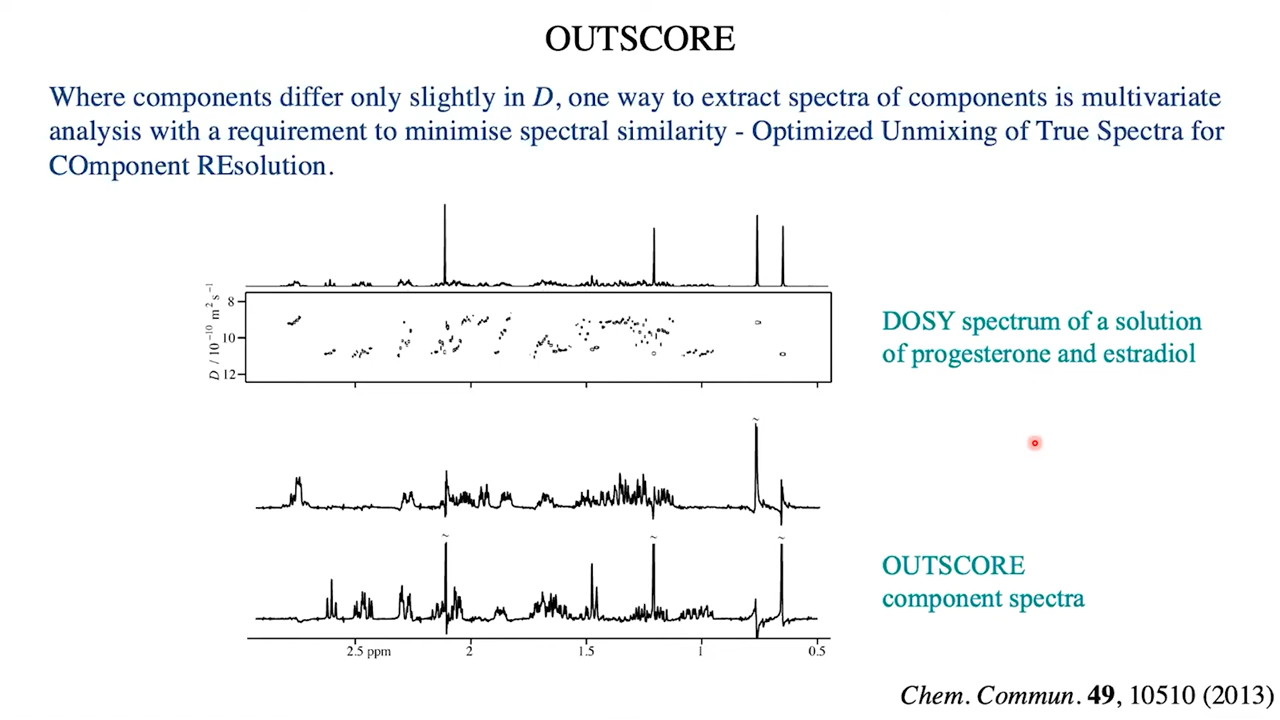 OUTSCORE
Where components differ only slightly in D, one way to extract spectra of components is multivariate
analysis with a requirement to minimise spectral similarity - Optimized Unmixing of True Spectra for
COmponent REsolution.
D / 10⁻¹⁰ m² s⁻¹
8
10
12
DOSY spectrum of a solution
of progesterone and estradiol
~
~ ~ ~
OUTSCORE
component spectra
2.5 ppm 2 1.5 1 0.5
Chem. Commun. 49, 10510 (2013)